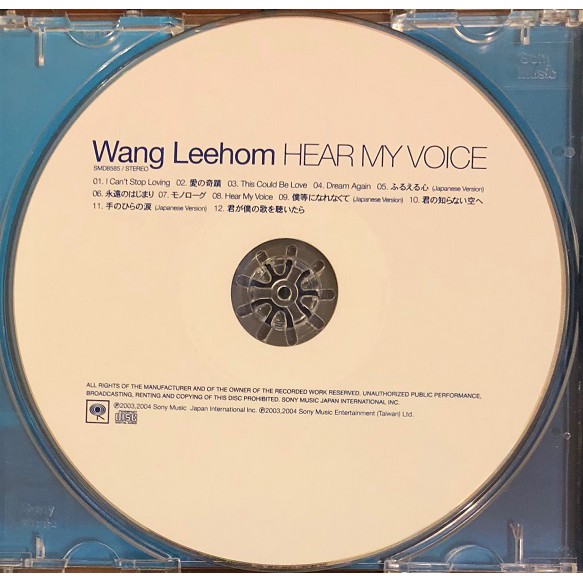 Wang Leehom HEAR MY VOICE
SMD8585 / STEREO
01. I Can't Stop Loving 02. 愛の奇蹟 03. This Could Be Love 04. Dream Again 05. ふるえる心 (Japanese Version)
06. 永遠のはじまり 07. モノローグ 08. Hear My Voice 09. 僕等になれなくて (Japanese Version) 10. 君の知らない空へ
11. 手のひらの涙 (Japanese Version) 12. 君が僕の歌を聴いたら
ALL RIGHTS OF THE MANUFACTURER AND OF THE OWNER OF THE RECORDED WORK RESERVED. UNAUTHORIZED PUBLIC PERFORMANCE,
BROADCASTING, RENTING AND COPYING OF THIS DISC PROHIBITED. SONY MUSIC JAPAN INTERNATIONAL INC.
℗2003,2004 Sony Music Japan International Inc. ℗2003,2004 Sony Music Entertainment (Taiwan) Ltd.
COMPACT
disc
DIGITAL AUDIO
Sony
music
Sony